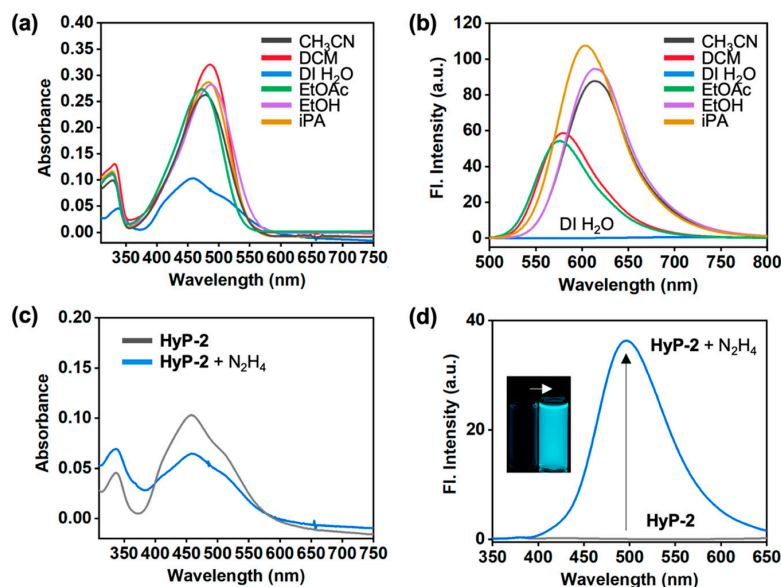 (a)
0.40
0.35
0.30
0.25
0.20
0.15
0.10
0.05
0.00
Absorbance
CH₃CN
DCM
DI H₂O
EtOAc
EtOH
iPA
350 400 450 500 550 600 650 700 750
Wavelength (nm)
(b)
120
100
80
60
40
20
0
Fl. Intensity (a.u.)
CH₃CN
DCM
DI H₂O
EtOAc
EtOH
iPA
DI H₂O
500 550 600 650 700 750 800
Wavelength (nm)
(c)
0.20
0.15
0.10
0.05
0.00
Absorbance
HyP-2
HyP-2 + N₂H₄
350 400 450 500 550 600 650 700 750
Wavelength (nm)
(d)
40
20
0
Fl. Intensity (a.u.)
HyP-2 + N₂H₄
HyP-2
350 400 450 500 550 600 650
Wavelength (nm)